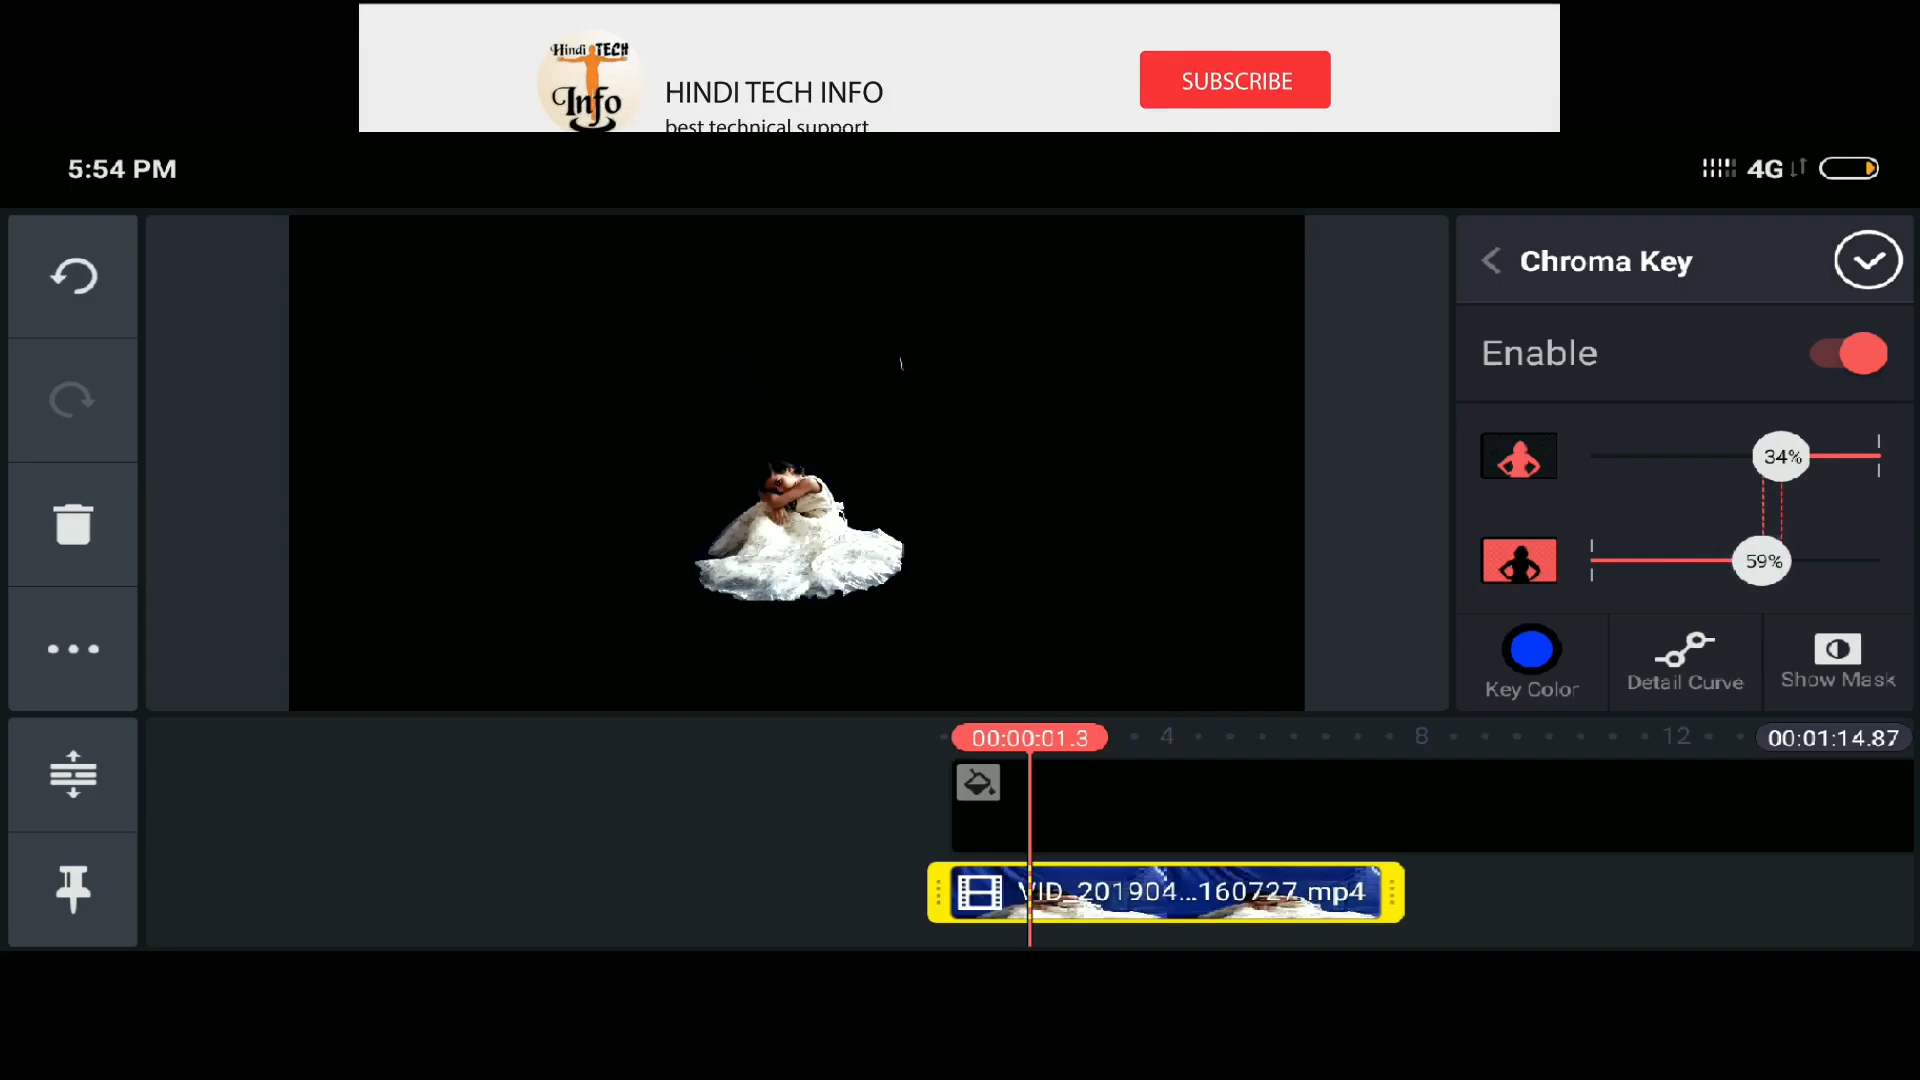 Hindi TECH
Info
HINDI TECH INFO
best technical support
SUBSCRIBE
5:54 PM
4G
Chroma Key
Enable
34%
59%
Key Color
Detail Curve
Show Mask
00:00:01.3
4
8
12
00:01:14.87
VID_201904...160727.mp4